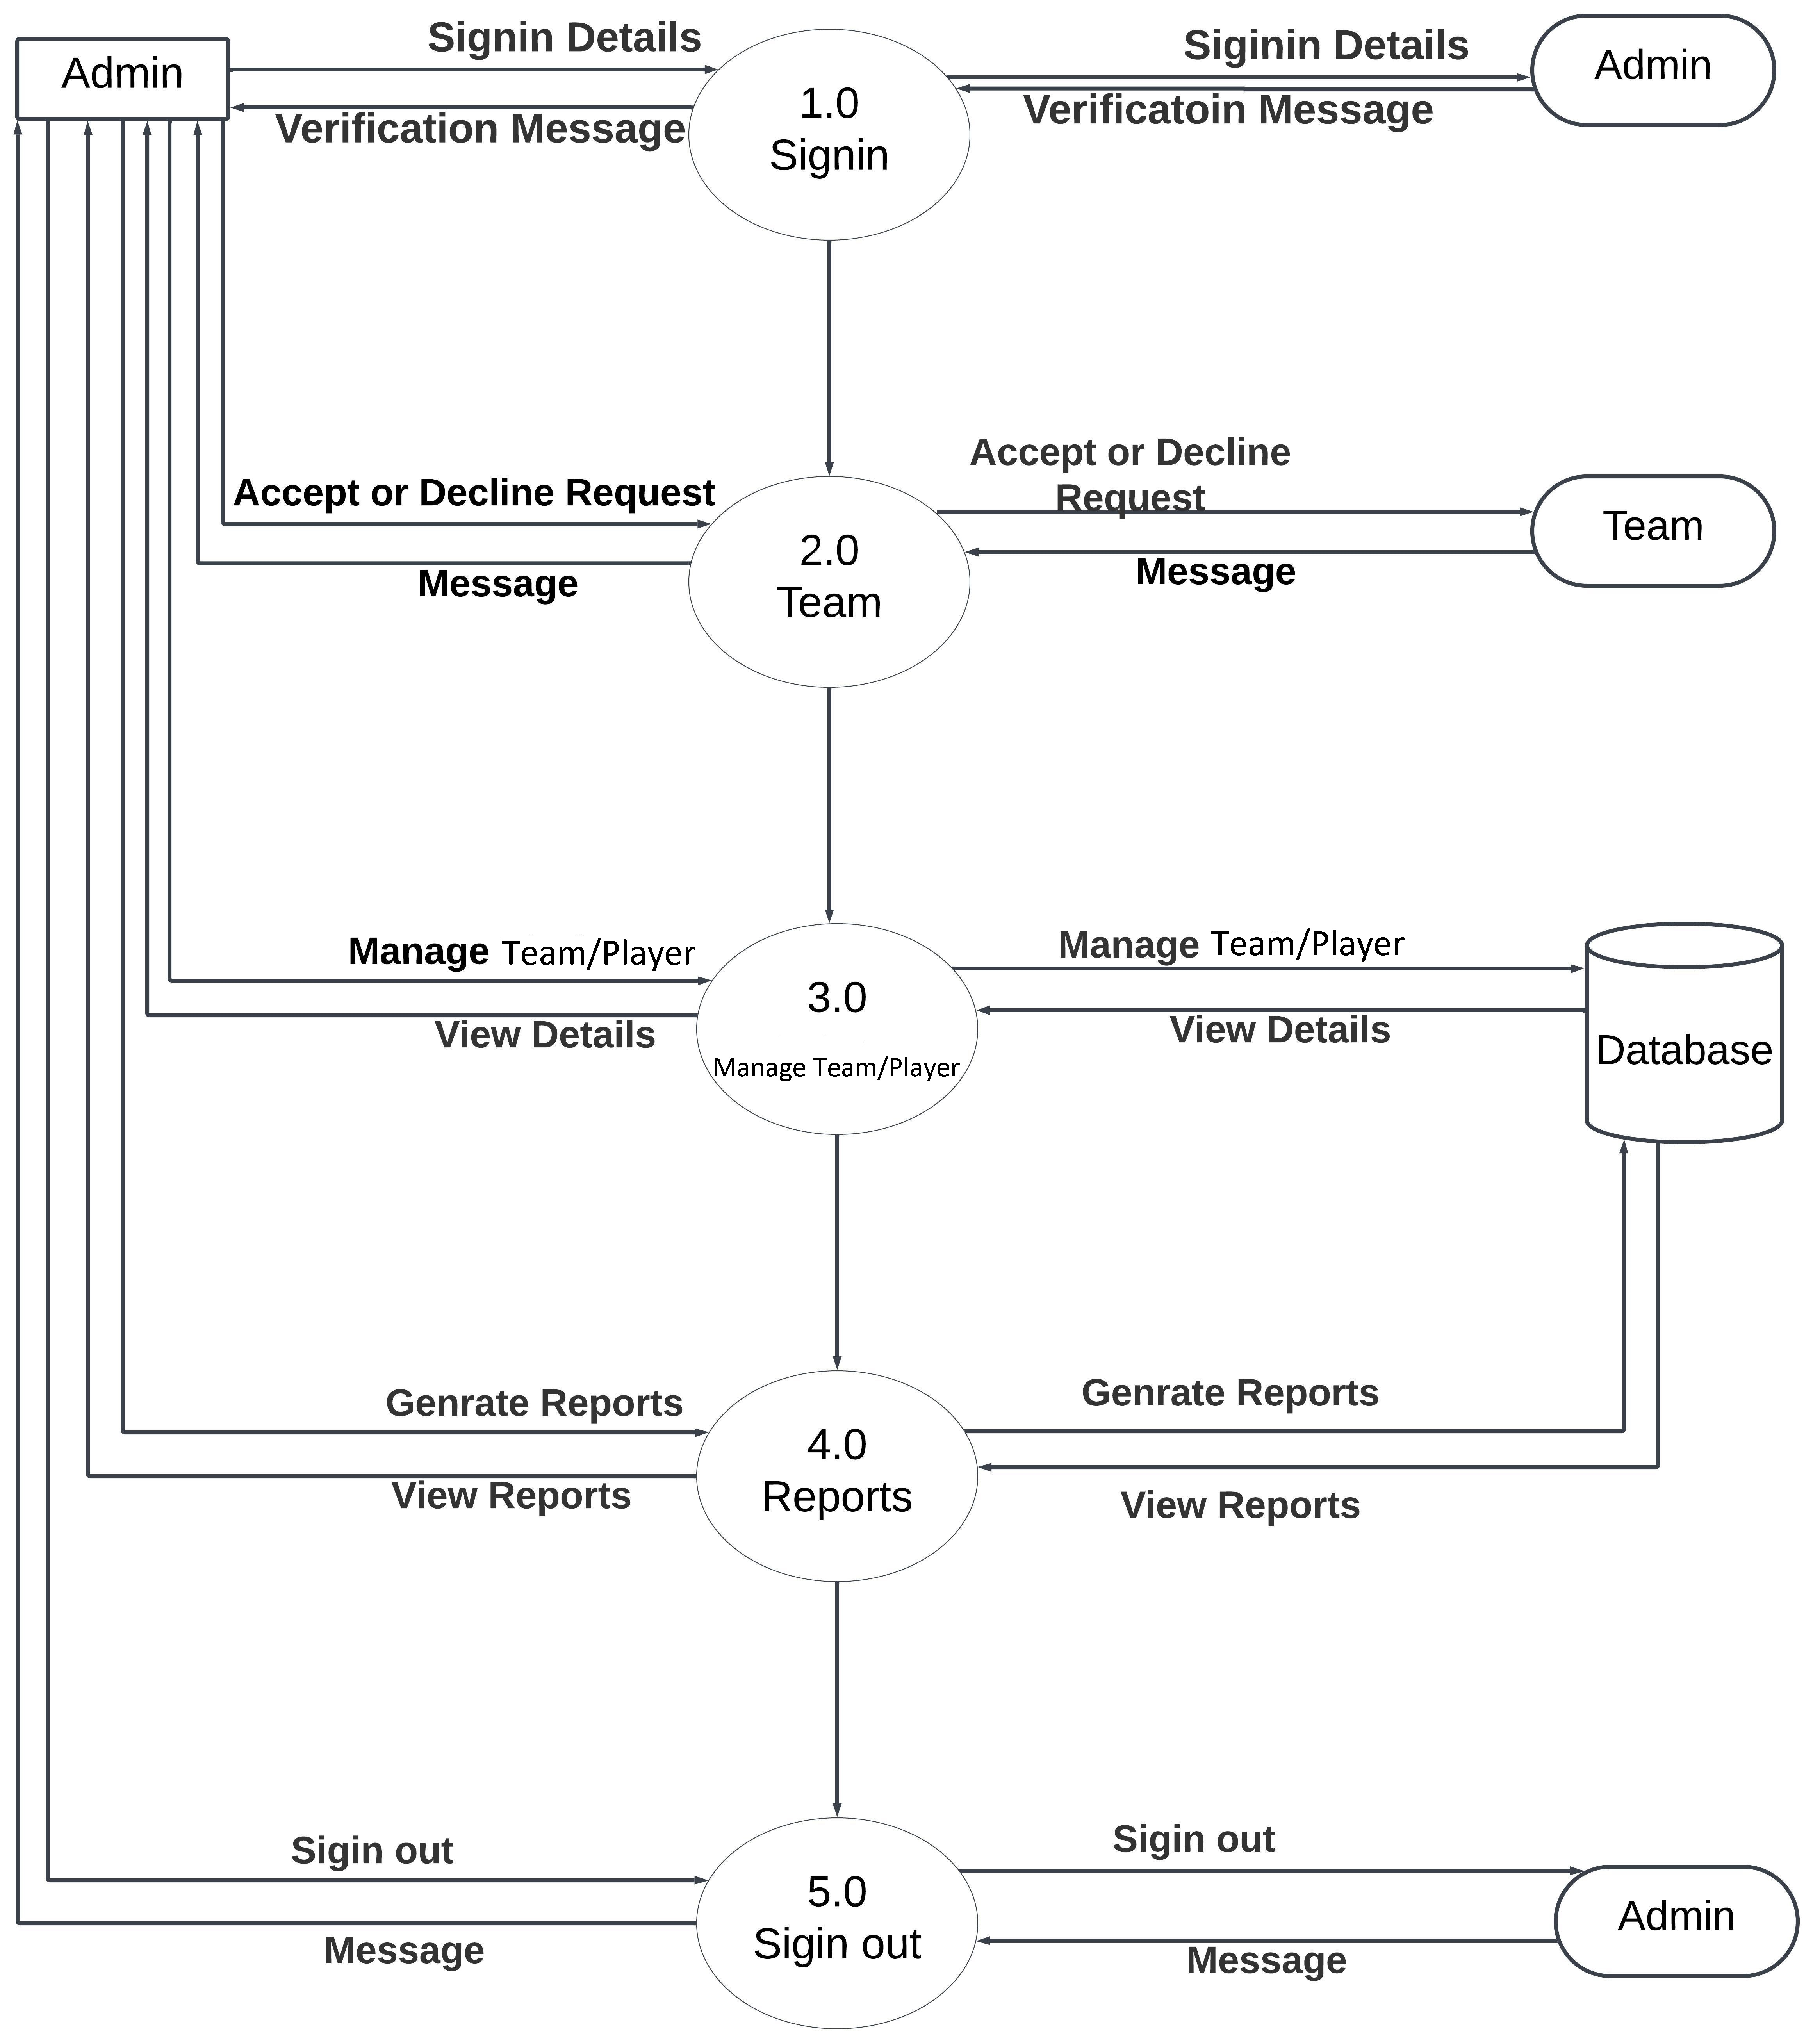 Admin
Signin Details
Verification Message
1.0
Signin
Siginin Details
Verificatoin Message
Admin
Accept or Decline Request
Message
2.0
Team
Accept or Decline
Request
Message
Team
Manage Team/Player
View Details
3.0
Manage Team/Player
Manage Team/Player
View Details
Database
Genrate Reports
View Reports
4.0
Reports
Genrate Reports
View Reports
Sigin out
Message
5.0
Sigin out
Sigin out
Message
Admin